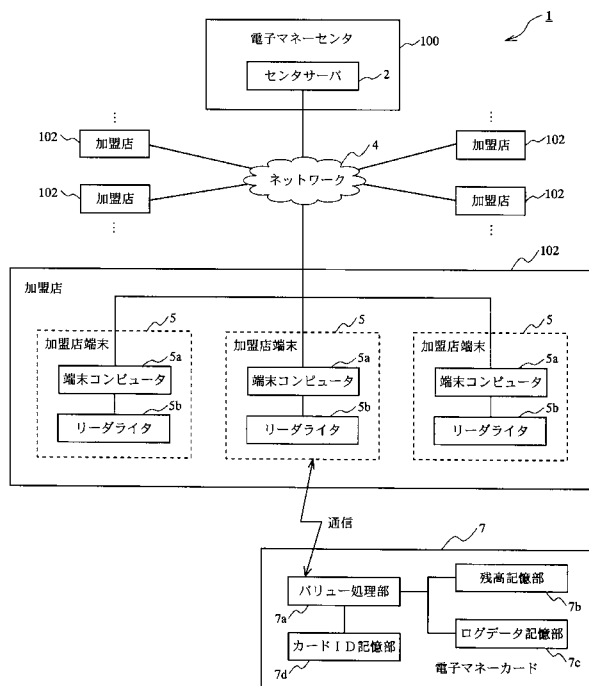 1
電子マネーセンタ
100
センタサーバ
2
⋮
⋮
102
加盟店
4
加盟店
102
102
加盟店
ネットワーク
加盟店
102
⋮
⋮
102
加盟店
5
5
5
加盟店端末
加盟店端末
加盟店端末
5a
5a
5a
端末コンピュータ
端末コンピュータ
端末コンピュータ
5b
5b
5b
リーダライタ
リーダライタ
リーダライタ
通信
7
バリュー処理部
残高記憶部
7a
7b
カードID記憶部
ログデータ記憶部
7d
7c
電子マネーカード